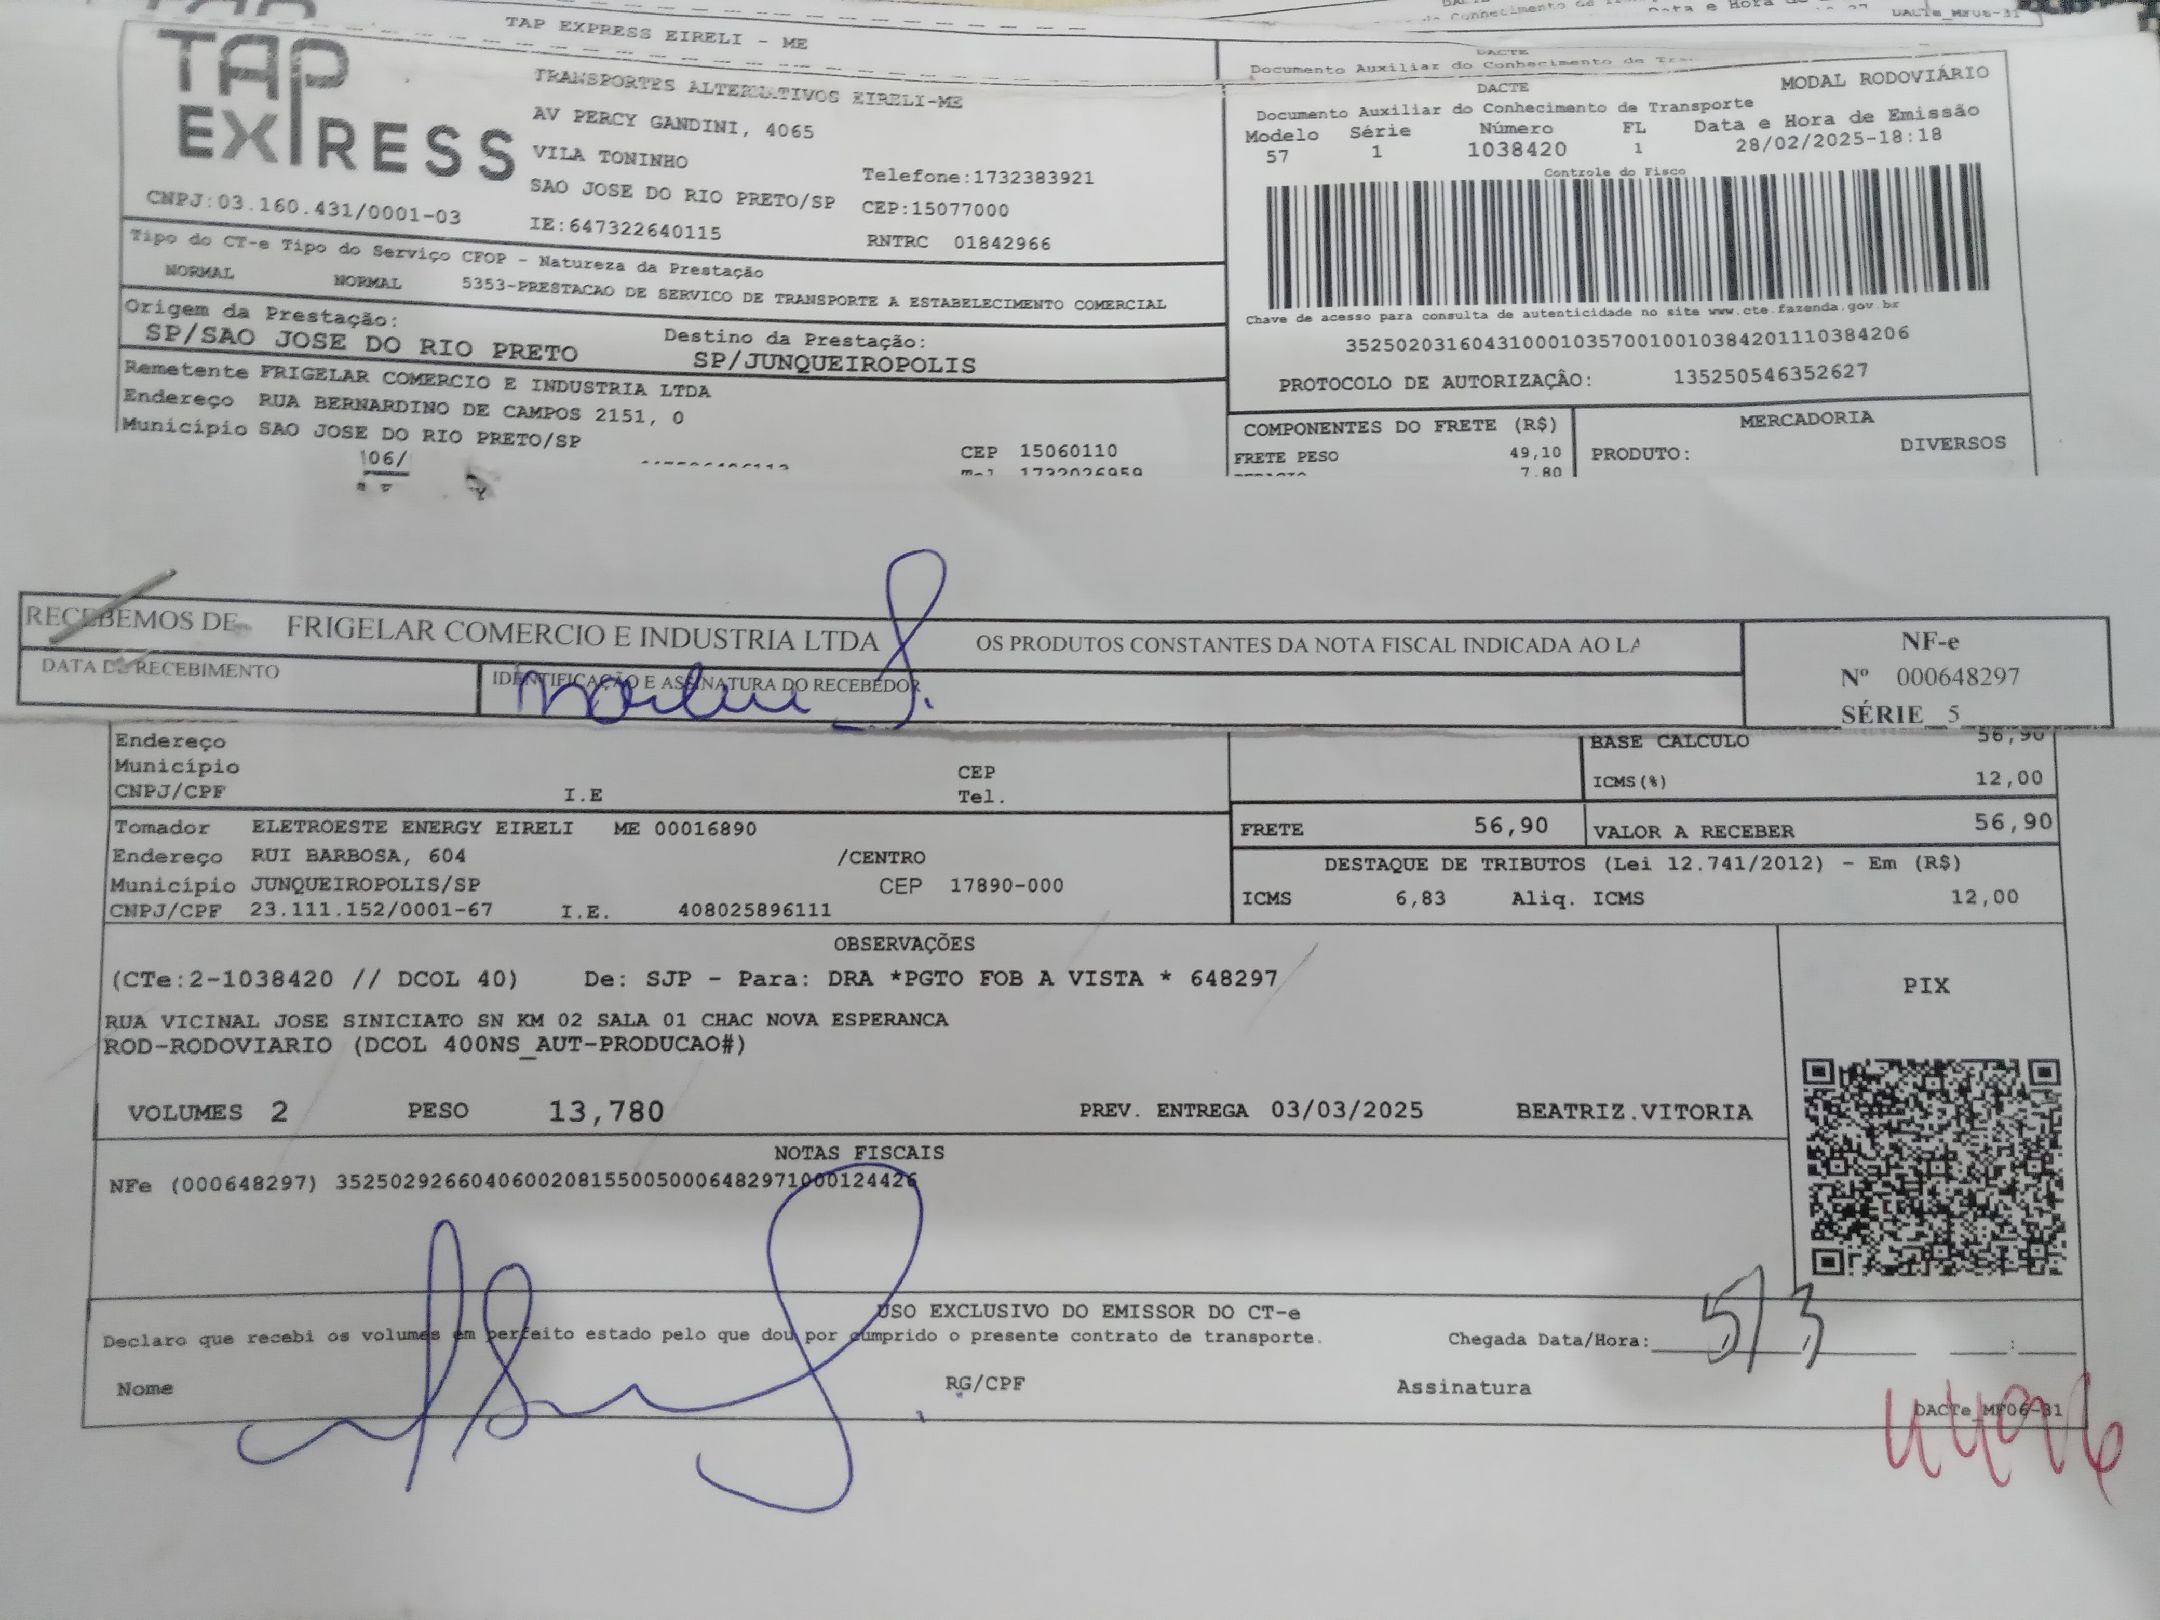 TAP EXPRESS EIRELI - ME
DACTe_MF06-31
TAP
EXPRESS
TRANSPORTES ALTERNATIVOS EIRELI-ME
AV PERCY GANDINI, 4065
VILA TONINHO
Telefone:1732383921
SAO JOSE DO RIO PRETO/SP
CEP:15077000
CNPJ:03.160.431/0001-03
IE:647322640115
RNTRC 01842966
Documento Auxiliar do Conhecimento de
DACTE
MODAL RODOVIÁRIO
Documento Auxiliar do Conhecimento de Transporte
Modelo Série Número FL Data e Hora de Emissão
57 1 1038420 1 28/02/2025-18:18
Controle do Fisco
Chave de acesso para consulta de autenticidade no site www.cte.fazenda.gov.br
35250203160431000103570010010384201110384206
PROTOCOLO DE AUTORIZAÇÃO: 135250546352627
Tipo do CT-e Tipo do Serviço CFOP - Natureza da Prestação
NORMAL NORMAL 5353-PRESTACAO DE SERVICO DE TRANSPORTE A ESTABELECIMENTO COMERCIAL
Origem da Prestação: Destino da Prestação:
SP/SAO JOSE DO RIO PRETO SP/JUNQUEIROPOLIS
Remetente FRIGELAR COMERCIO E INDUSTRIA LTDA
Endereço RUA BERNARDINO DE CAMPOS 2151, 0
Município SAO JOSE DO RIO PRETO/SP
CEP 15060110
06/
1732026959
COMPONENTES DO FRETE (R$)
FRETE PESO 49,10
7,80
MERCADORIA
PRODUTO: DIVERSOS
RECEBEMOS DE FRIGELAR COMERCIO E INDUSTRIA LTDA OS PRODUTOS CONSTANTES DA NOTA FISCAL INDICADA AO LA
DATA DE RECEBIMENTO
IDENTIFICAÇÃO E ASSINATURA DO RECEBEDOR
NF-e
Nº 000648297
SÉRIE 5
Endereço
Município CEP
CNPJ/CPF I.E Tel.
BASE CALCULO 56,90
ICMS(%) 12,00
Tomador ELETROESTE ENERGY EIRELI ME 00016890
Endereço RUI BARBOSA, 604 /CENTRO
Município JUNQUEIROPOLIS/SP CEP 17890-000
CNPJ/CPF 23.111.152/0001-67 I.E. 408025896111
FRETE 56,90 VALOR A RECEBER 56,90
DESTAQUE DE TRIBUTOS (Lei 12.741/2012) - Em (R$)
ICMS 6,83 Aliq. ICMS 12,00
OBSERVAÇÕES
(CTe:2-1038420 // DCOL 40) De: SJP - Para: DRA *PGTO FOB A VISTA * 648297
RUA VICINAL JOSE SINICIATO SN KM 02 SALA 01 CHAC NOVA ESPERANCA
ROD-RODOVIARIO (DCOL 400NS_AUT-PRODUCAO#)
PIX
VOLUMES 2 PESO 13,780 PREV. ENTREGA 03/03/2025 BEATRIZ.VITORIA
NOTAS FISCAIS
NFe (000648297) 35250292660406002081550050006482971000124426
USO EXCLUSIVO DO EMISSOR DO CT-e
Declaro que recebi os volumes em perfeito estado pelo que dou por cumprido o presente contrato de transporte.
Chegada Data/Hora: 5/3 :
Nome RG/CPF Assinatura
DACTe_MF06-31